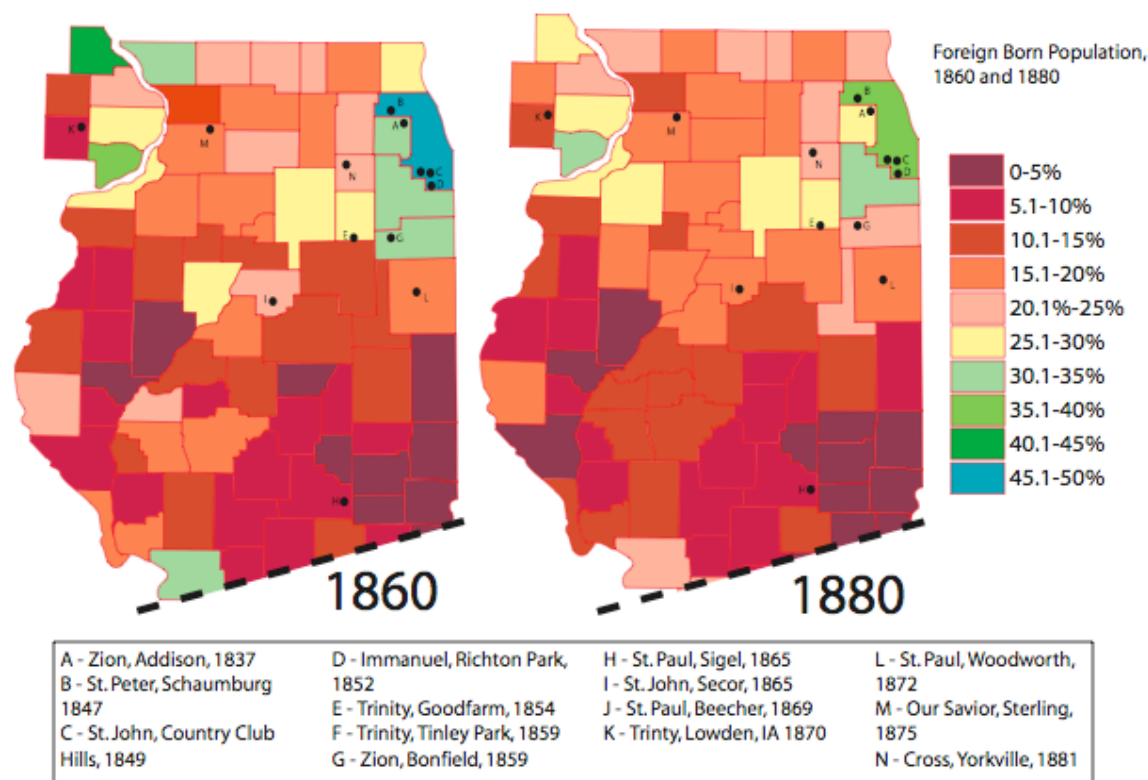 Foreign Born Population,
1860 and 1880
0-5%
5.1-10%
10.1-15%
15.1-20%
20.1%-25%
25.1-30%
30.1-35%
35.1-40%
40.1-45%
45.1-50%
B
A
K
M
C
D
N
E
G
I
L
H
1860
B
A
K
M
C
D
N
E
G
I
L
H
1880
A - Zion, Addison, 1837
B - St. Peter, Schaumburg
1847
C - St. John, Country Club
Hills, 1849
D - Immanuel, Richton Park,
1852
E - Trinity, Goodfarm, 1854
F - Trinity, Tinley Park, 1859
G - Zion, Bonfield, 1859
H - St. Paul, Sigel, 1865
I - St. John, Secor, 1865
J - St. Paul, Beecher, 1869
K - Trinty, Lowden, IA 1870
L - St. Paul, Woodworth,
1872
M - Our Savior, Sterling,
1875
N - Cross, Yorkville, 1881